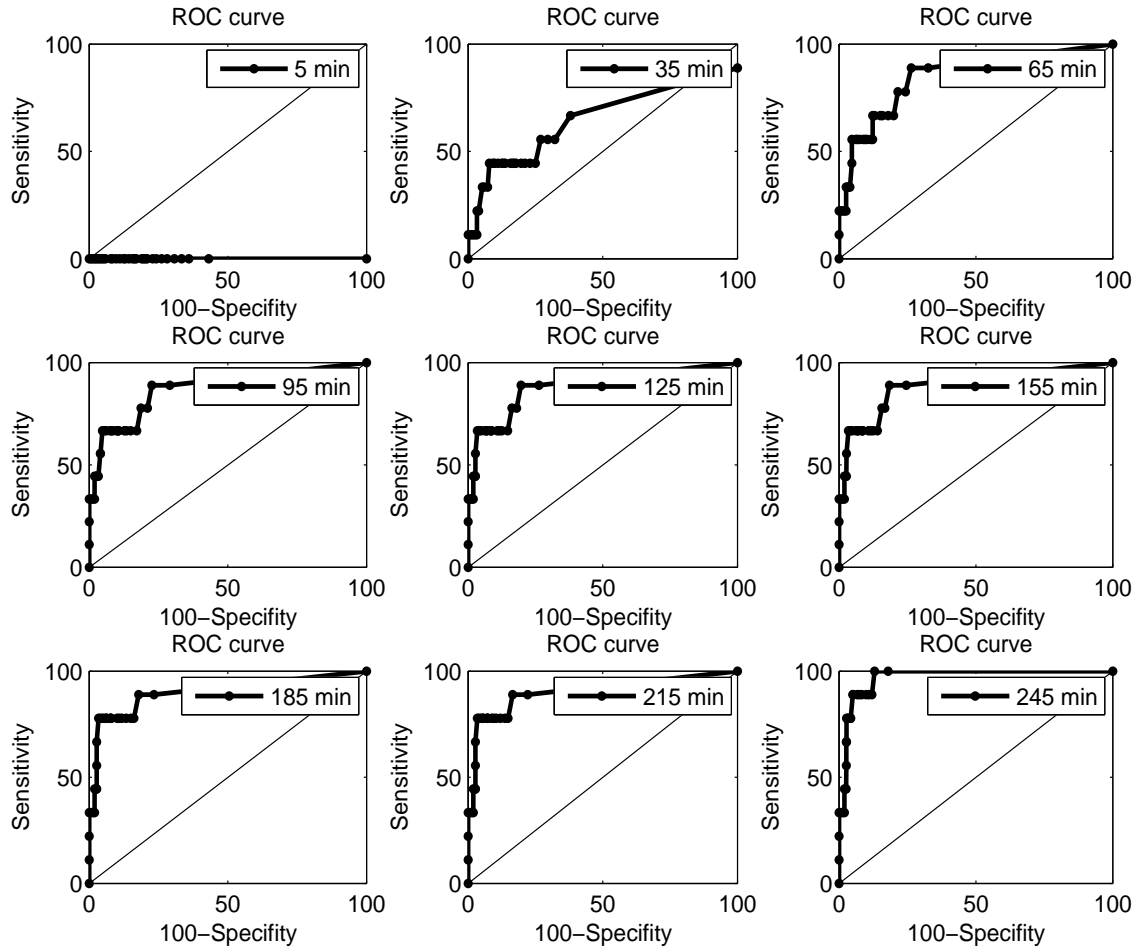 ROC curve
100
50
0
Sensitivity
5 min
0 50 100
100−Specifity
ROC curve
100
50
0
Sensitivity
35 min
0 50 100
100−Specifity
ROC curve
100
50
0
Sensitivity
65 min
0 50 100
100−Specifity
ROC curve
100
50
0
Sensitivity
95 min
0 50 100
100−Specifity
ROC curve
100
50
0
Sensitivity
125 min
0 50 100
100−Specifity
ROC curve
100
50
0
Sensitivity
155 min
0 50 100
100−Specifity
ROC curve
100
50
0
Sensitivity
185 min
0 50 100
100−Specifity
ROC curve
100
50
0
Sensitivity
215 min
0 50 100
100−Specifity
ROC curve
100
50
0
Sensitivity
245 min
0 50 100
100−Specifity